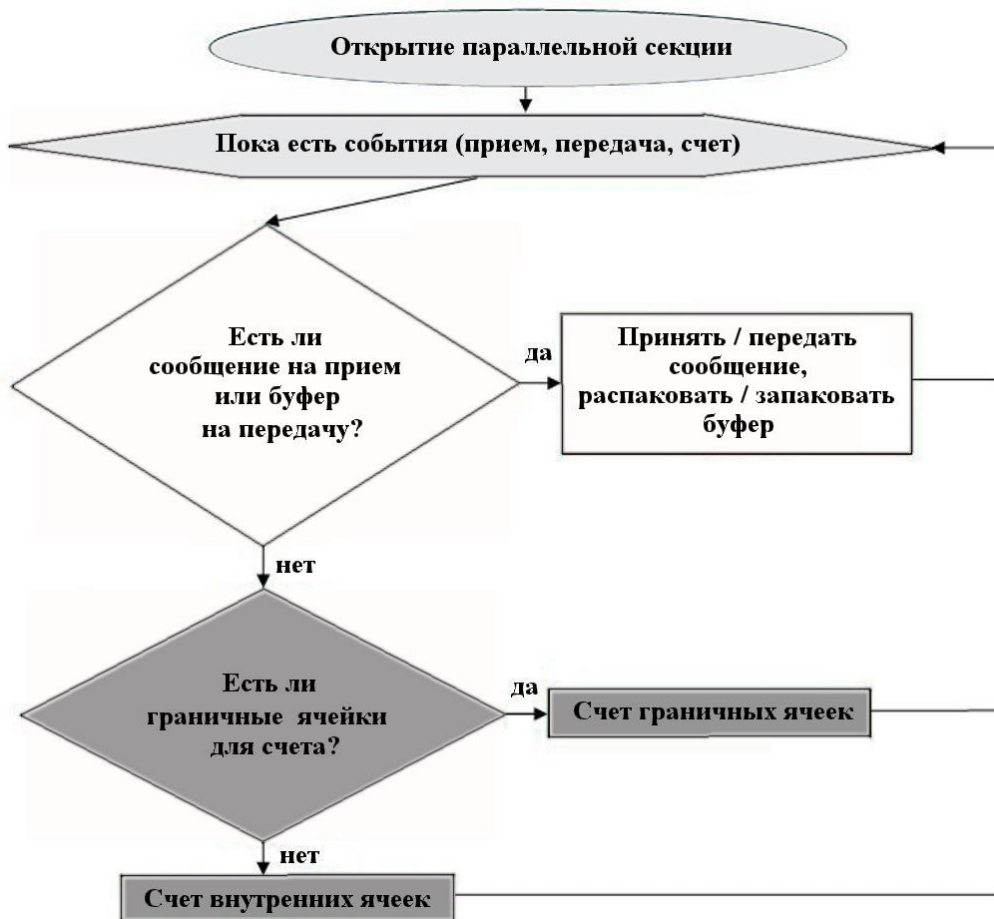 Открытие параллельной секции
Пока есть события (прием, передача, счет)
Есть ли
сообщение на прием
или буфер
на передачу?
да
Принять / передать
сообщение,
распаковать / запаковать
буфер
нет
Есть ли
граничные ячейки
для счета?
да
Счет граничных ячеек
нет
Счет внутренних ячеек